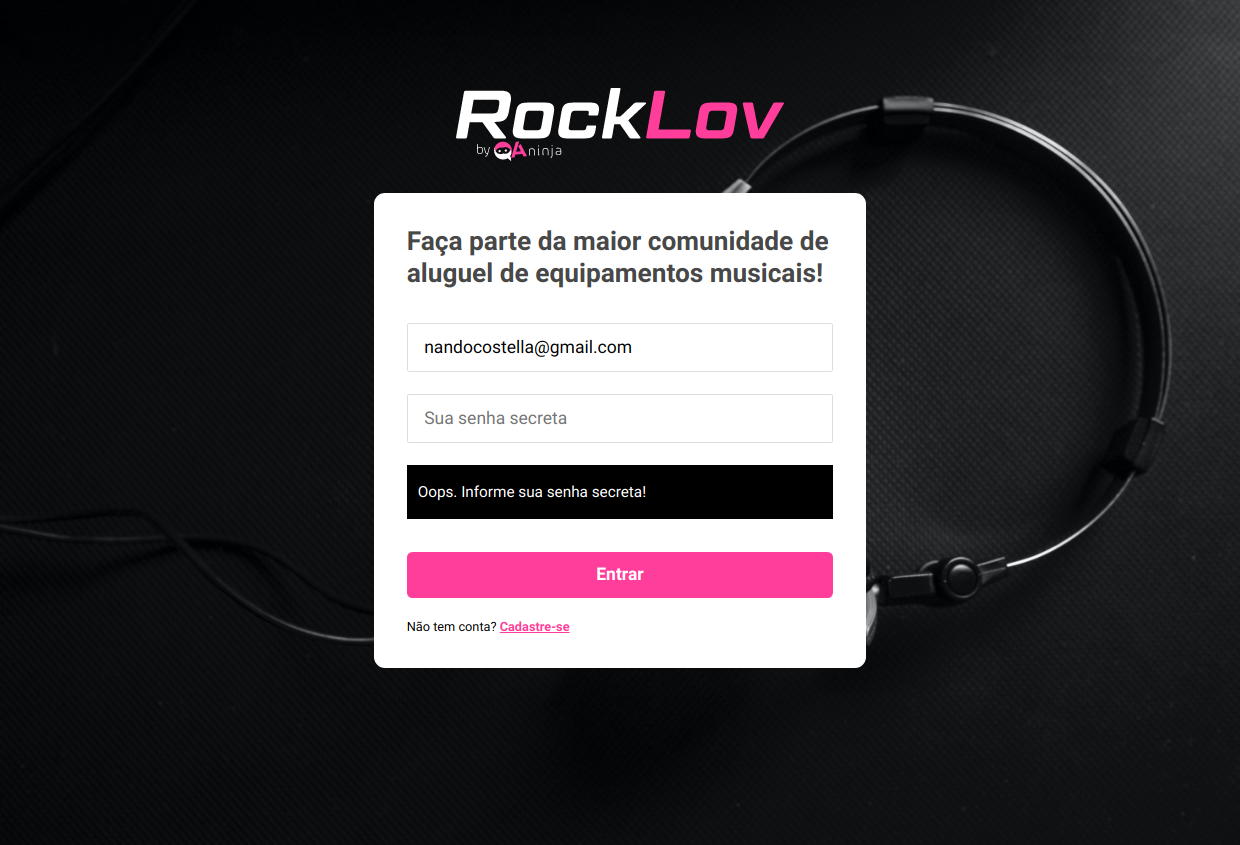 RockLov
by QAninja
Faça parte da maior comunidade de
aluguel de equipamentos musicais!
nandocostella@gmail.com
Sua senha secreta
Oops. Informe sua senha secreta!
Entrar
Não tem conta? Cadastre-se